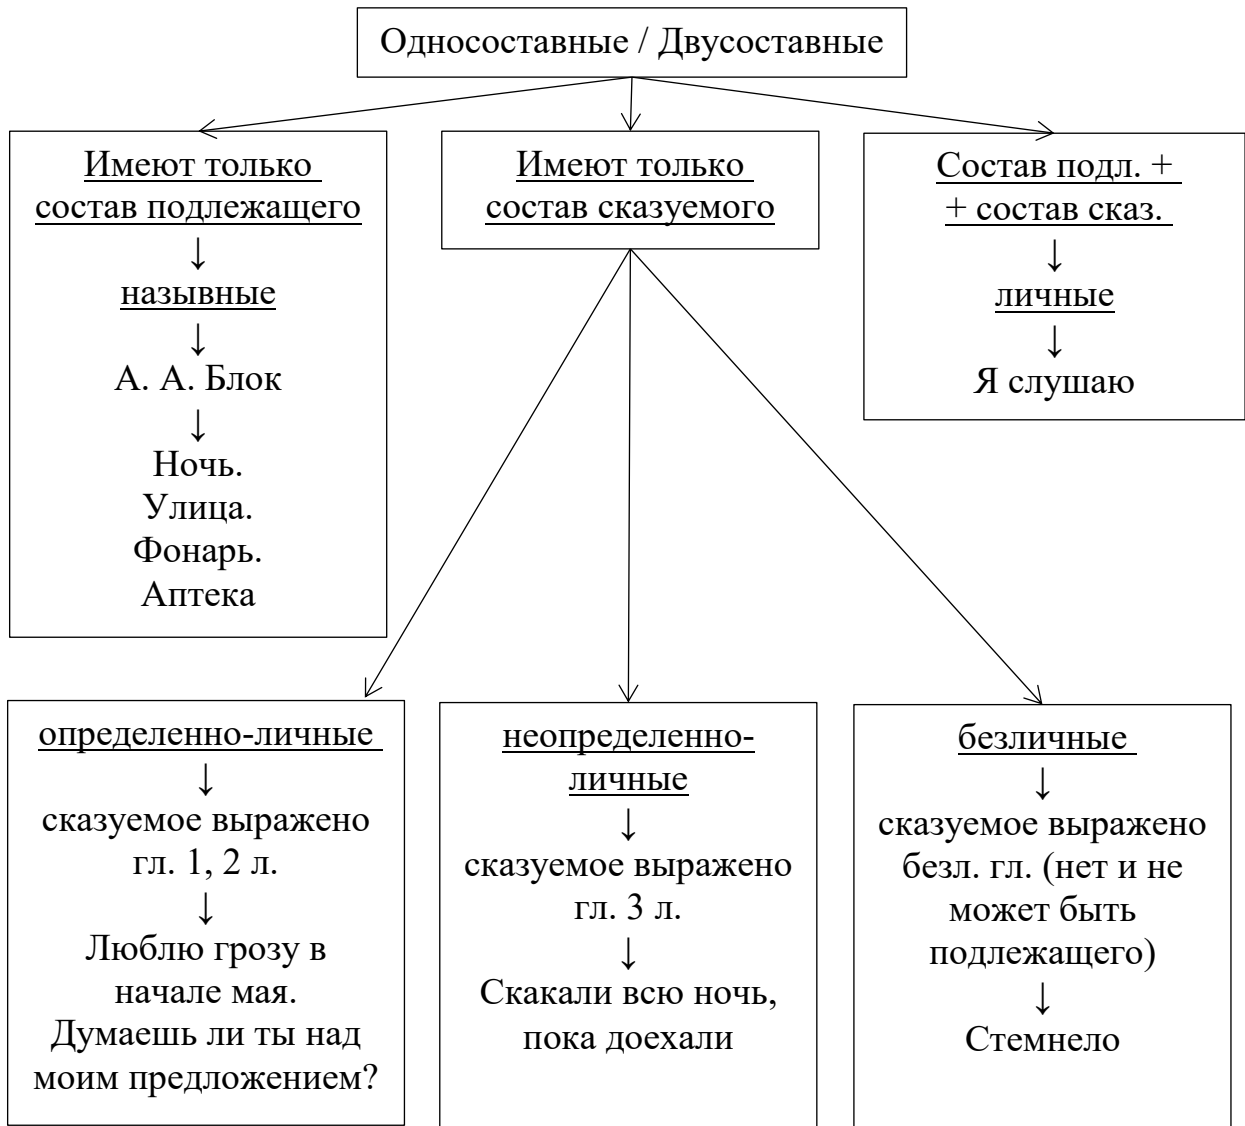 Односоставные / Двусоставные
Имеют только
состав подлежащего
↓
назывные
↓
А. А. Блок
↓
Ночь.
Улица.
Фонарь.
Аптека
Имеют только
состав сказуемого
Состав подл. +
+ состав сказ.
↓
личные
↓
Я слушаю
определенно-личные
↓
сказуемое выражено
гл. 1, 2 л.
↓
Люблю грозу в
начале мая.
Думаешь ли ты над
моим предложением?
неопределенно-
личные
↓
сказуемое выражено
гл. 3 л.
↓
Скакали всю ночь,
пока доехали
безличные
↓
сказуемое выражено
безл. гл. (нет и не
может быть
подлежащего)
↓
Стемнело